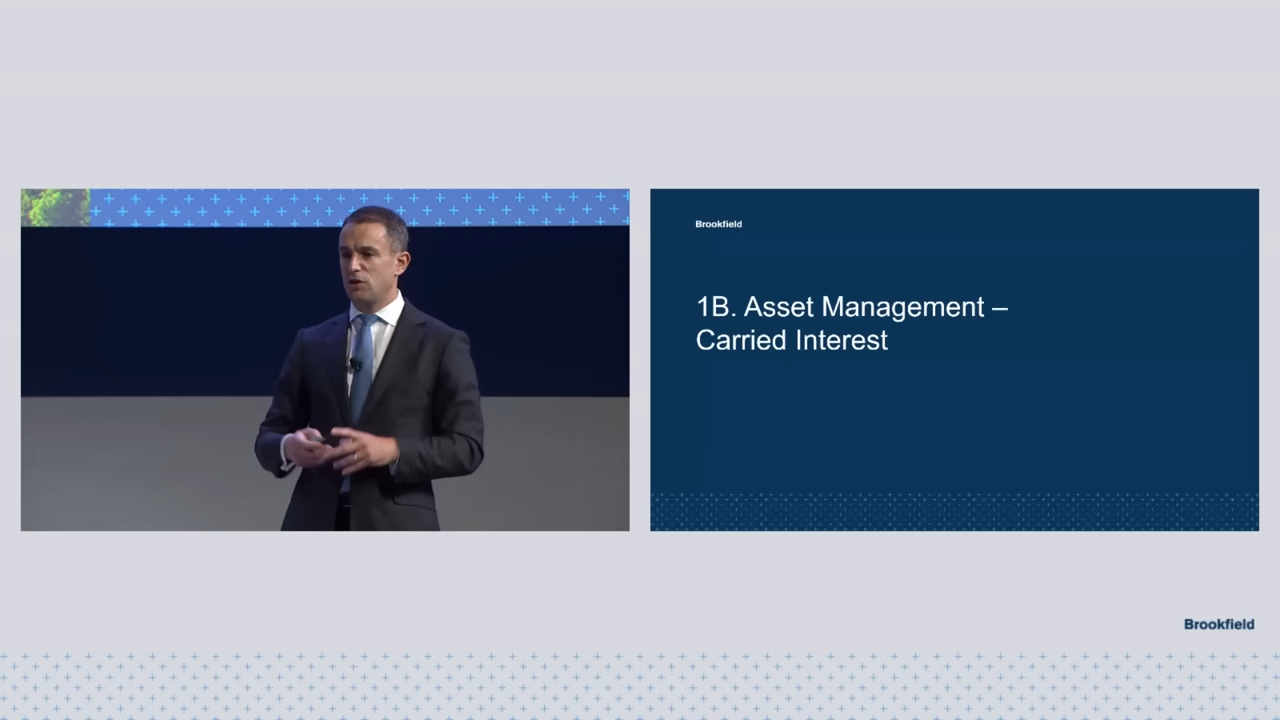 Brookfield
1B. Asset Management –
Carried Interest
Brookfield